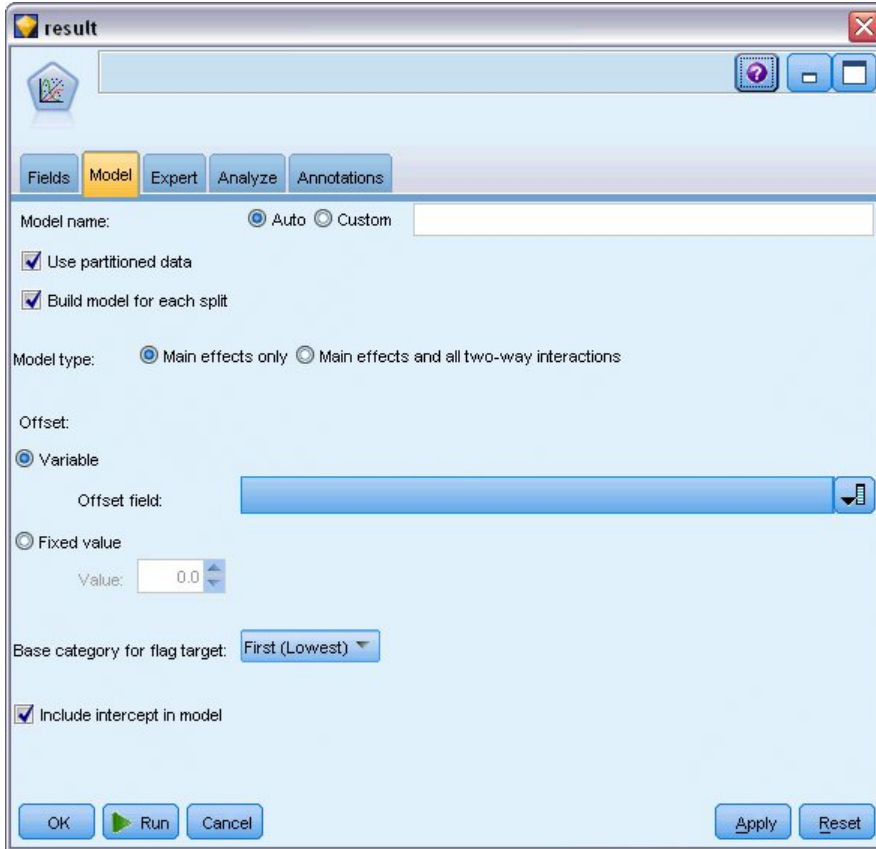 result
Fields Model Expert Analyze Annotations
Model name: Auto Custom
Use partitioned data
Build model for each split
Model type: Main effects only Main effects and all two-way interactions
Offset:
Variable
Offset field:
Fixed value
Value: 0.0
Base category for flag target: First (Lowest)
Include intercept in model
OK Run Cancel Apply Reset